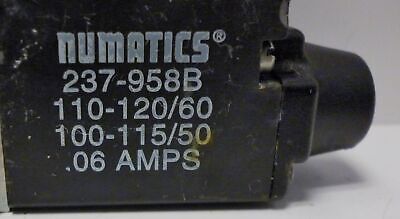 NUMATICS®
237-958B
110-120/60
100-115/50
.06 AMPS